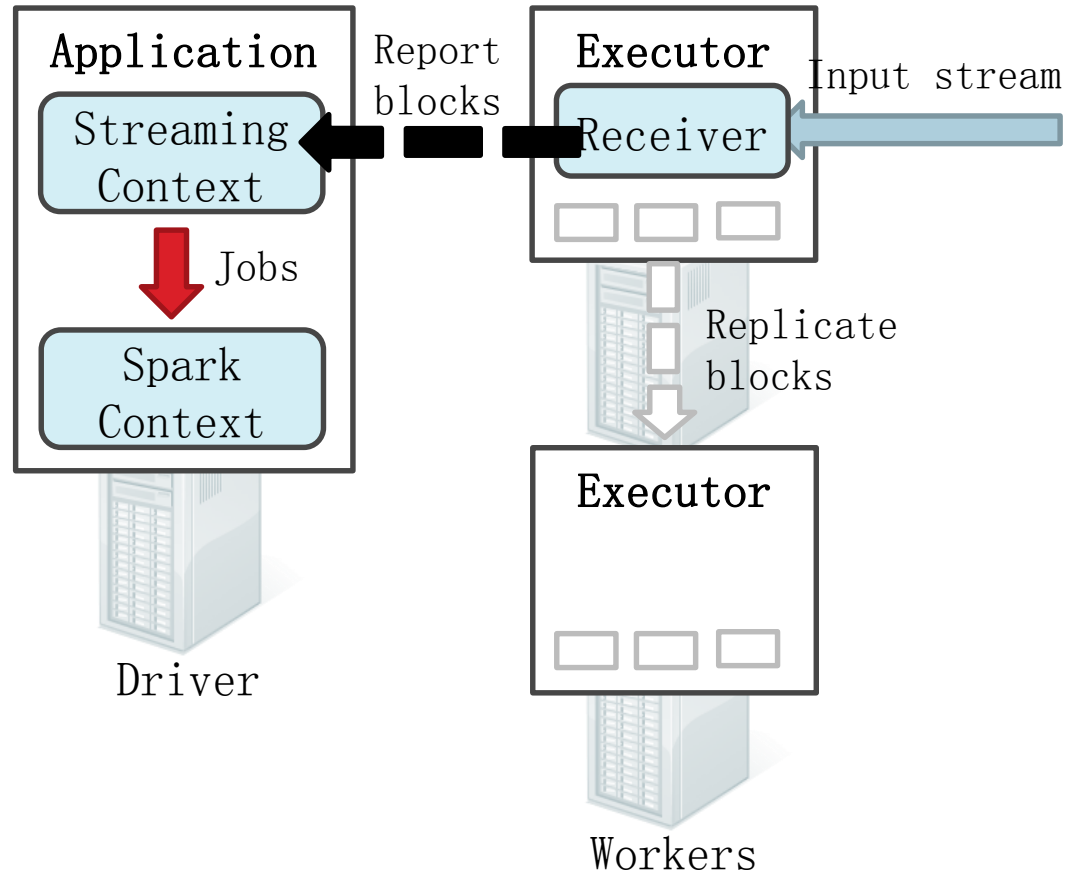 Application
Streaming
Context
Jobs
Spark
Context
Driver
Report
blocks
Executor
Receiver
Input stream
Replicate
blocks
Executor
Workers